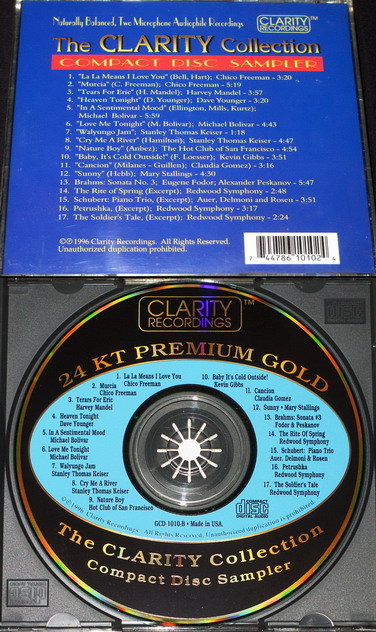 Naturally Balanced, Two Microphone Audiophile Recordings
CLARITY
RECORDINGS
TM
The CLARITY Collection
COMPACT DISC SAMPLER
1. "La La Means I Love You" (Bell, Hart); Chico Freeman - 3:20
2. "Murcia" (C. Freeman); Chico Freeman - 5:19
3. "Tears For Eric" (H. Mandel); Harvey Mandel - 3:57
4. "Heaven Tonight" (D. Younger); Dave Younger - 3:20
5. "In A Sentimental Mood" (Ellington, Mills, Kurtz);
Michael Bolivar - 5:59
6. "Love Me Tonight" (M. Bolivar); Michael Bolivar - 4:43
7. "Walyungo Jam"; Stanley Thomas Keiser - 1:18
8. "Cry Me A River" (Hamilton); Stanley Thomas Keiser - 4:47
9. "Nature Boy" (Anbez); The Hot Club of San Francisco - 4:54
10. "Baby, It's Cold Outside!" (F. Loesser); Kevin Gibbs - 3:51
11. "Cancion" (Milanes - Guillen); Claudia Gomez - 3:16
12. "Sunny" (Hebb); Mary Stallings - 4:30
13. Brahms: Sonata No. 3; Eugene Fodor; Alexander Peskanov - 5:47
14. The Rite of Spring (Excerpt); Redwood Symphony - 2:48
15. Schubert: Piano Trio, (Excerpt); Auer, Delmoni and Rosen - 3:51
16. Petrushka, (Excerpt); Redwood Symphony - 3:17
17. The Soldier's Tale, (Excerpt); Redwood Symphony - 2:24
©℗1996 Clarity Recordings. All Rights Reserved.
Unauthorized duplication prohibited.
7 44786 10102 4
CLARITY
RECORDINGS
TM
24 KT PREMIUM GOLD
1. La La Means I Love You
Chico Freeman
2. Murcia
Chico Freeman
3. Terars For Eric
Harvey Mandel
4. Heaven Tonight
Dave Younger
5. In A Sentimental Mood
Michael Bolivar
6. Love Me Tonight
Michael Bolivar
7. Walyungo Jam
Stanley Thomas Keiser
8. Cry Me A River
Stanley Thomas Keiser
9. Nature Boy
Hot Club of San Francisco
10. Baby It's Cold Outside!
Kevin Gibbs
11. Cancion
Claudia Gomez
12. Sunny • Mary Stallings
13. Brahms: Sonata #3
Fodor & Peskanov
14. The Rite Of Spring
Redwood Symphony
15. Schubert: Piano Trio
Auer, Delmoni & Rosen
16. Petrushka
Redwood Symphony
17. The Soldier's Tale
Redwood Symphony
COMPACT
disc
DIGITAL AUDIO
GCD-1010-B • Made in USA.
©1996, Clarity Recordings. All Rights Reserved. Unauthorized duplication is prohibited.
The CLARITY Collection
Compact Disc Sampler